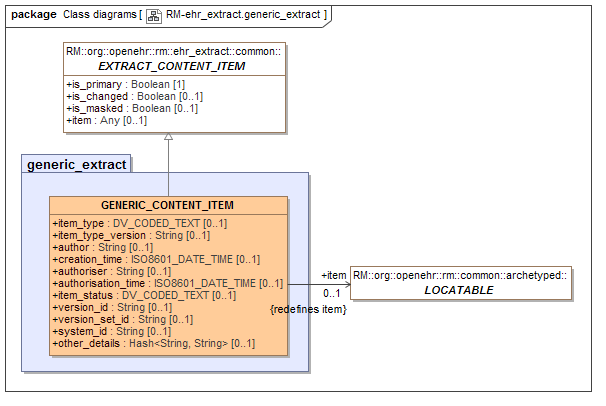 package Class diagrams [ RM-ehr_extract.generic_extract ]
RM::org::openehr::rm::ehr_extract::common::
EXTRACT_CONTENT_ITEM
+is_primary : Boolean [1]
+is_changed : Boolean [0..1]
+is_masked : Boolean [0..1]
+item : Any [0..1]
generic_extract
GENERIC_CONTENT_ITEM
+item_type : DV_CODED_TEXT [0..1]
+item_type_version : String [0..1]
+author : String [0..1]
+creation_time : ISO8601_DATE_TIME [0..1]
+authoriser : String [0..1]
+authorisation_time : ISO8601_DATE_TIME [0..1]
+item_status : DV_CODED_TEXT [0..1]
+version_id : String [0..1]
+version_set_id : String [0..1]
+system_id : String [0..1]
+other_details : Hash<String, String> [0..1]
+item
0..1
{redefines item}
RM::org::openehr::rm::common::archetyped::
LOCATABLE